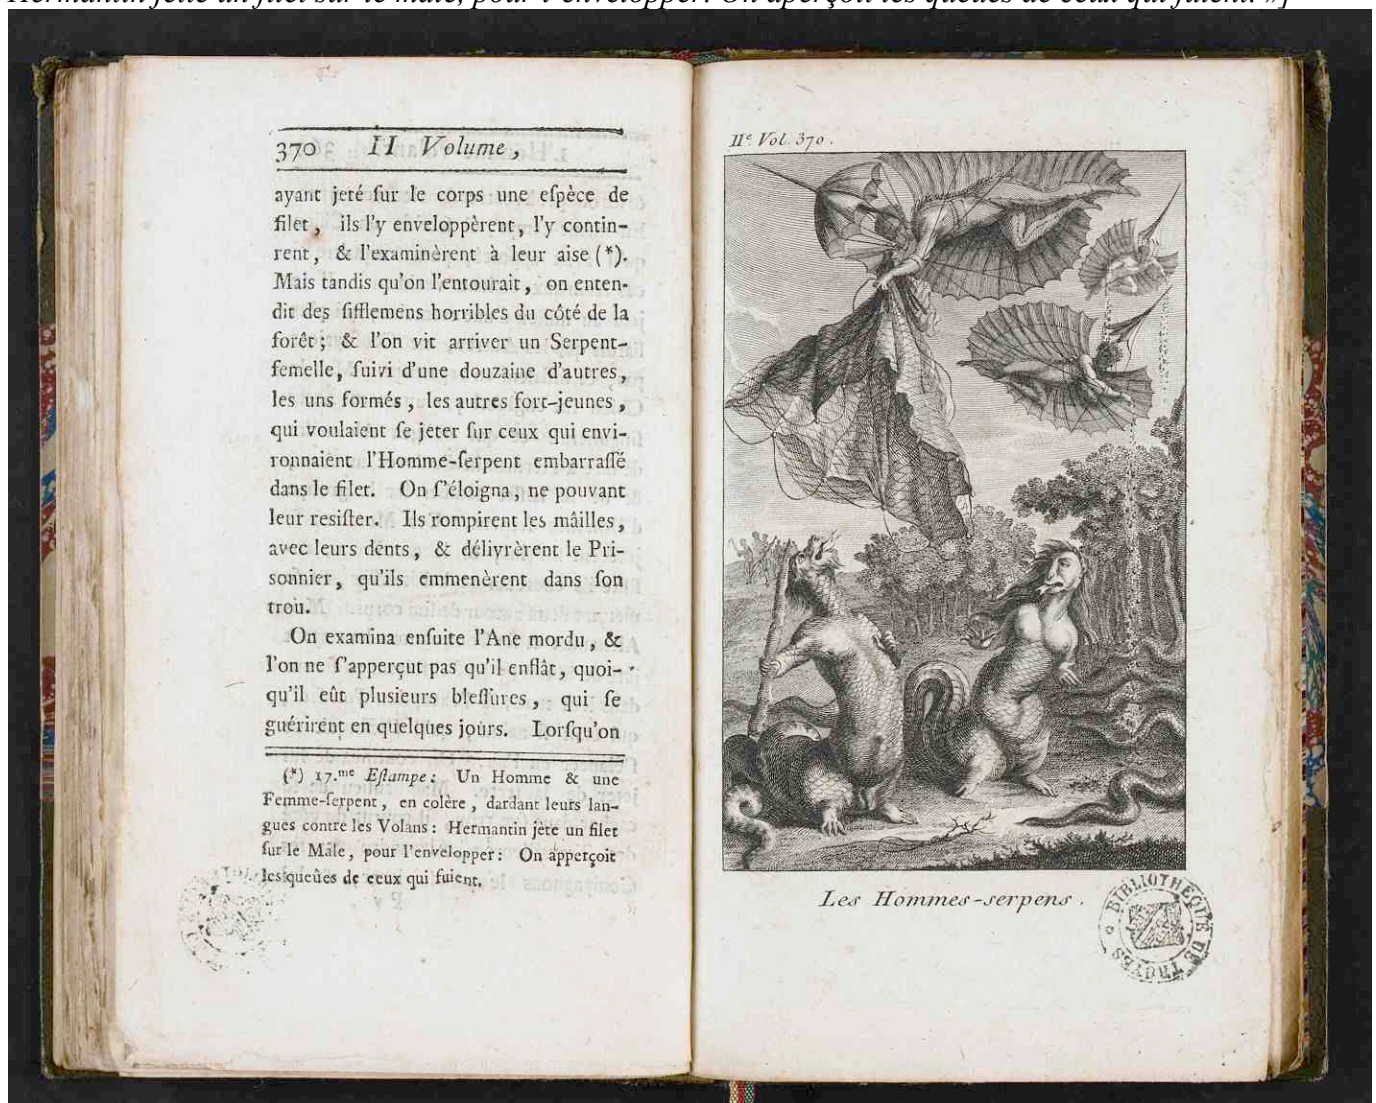 Hermantin jette un filet sur le mâle, pour l'envelopper. On aperçoit les queues de ceux qui fuient. »]
370 II Volume,
ayant jeté ſur le corps une eſpèce de
filet, ils l'y enveloppèrent, l'y contin-
rent, & l'examinèrent à leur aise (*).
Mais tandis qu'on l'entourait, on enten-
dit des ſifflemens horribles du côté de la
forêt; & l'on vit arriver un Serpent-
femelle, ſuivi d'une douzaine d'autres,
les uns formés, les autres fort-jeunes,
qui voulaient ſe jeter ſur ceux qui envi-
ronnaient l'Homme-ſerpent embarraſſé
dans le filet. On ſ'éloigna, ne pouvant
leur resiſter. Ils rompirent les mâilles,
avec leurs dents, & délivrèrent le Pri-
sonnier, qu'ils emmenèrent dans ſon
trou.
On examina enſuite l'Ane mordu, &
l'on ne ſ'apperçut pas qu'il enflât, quoi-
qu'il eût plusieurs bleſſures, qui ſe
guérirent en quelques jours. Lorſqu'on
(*) 17.me Eſtampe: Un Homme & une
Femme-ſerpent, en colère, dardant leurs lan-
gues contre les Volans: Hermantin jète un filet
ſur le Male, pour l'envelopper: On apperçoit
les queûes de ceux qui fuient.
IIe. Vol. 370.
Les Hommes-serpens.
BIBLIOTHEQUE DE TROYES